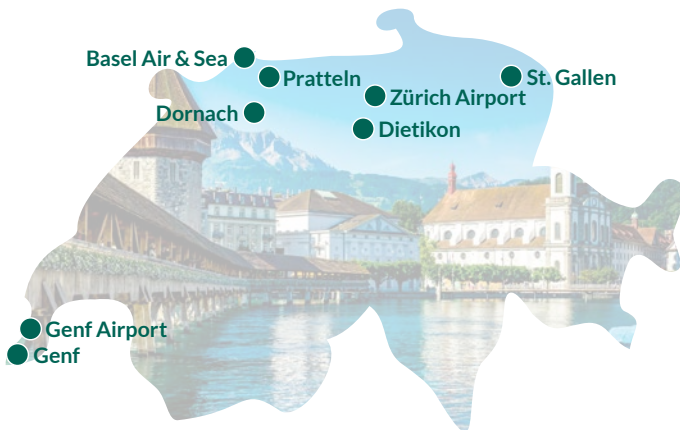 Basel Air & Sea
Pratteln
St. Gallen
Zürich Airport
Dornach
Dietikon
Genf Airport
Genf